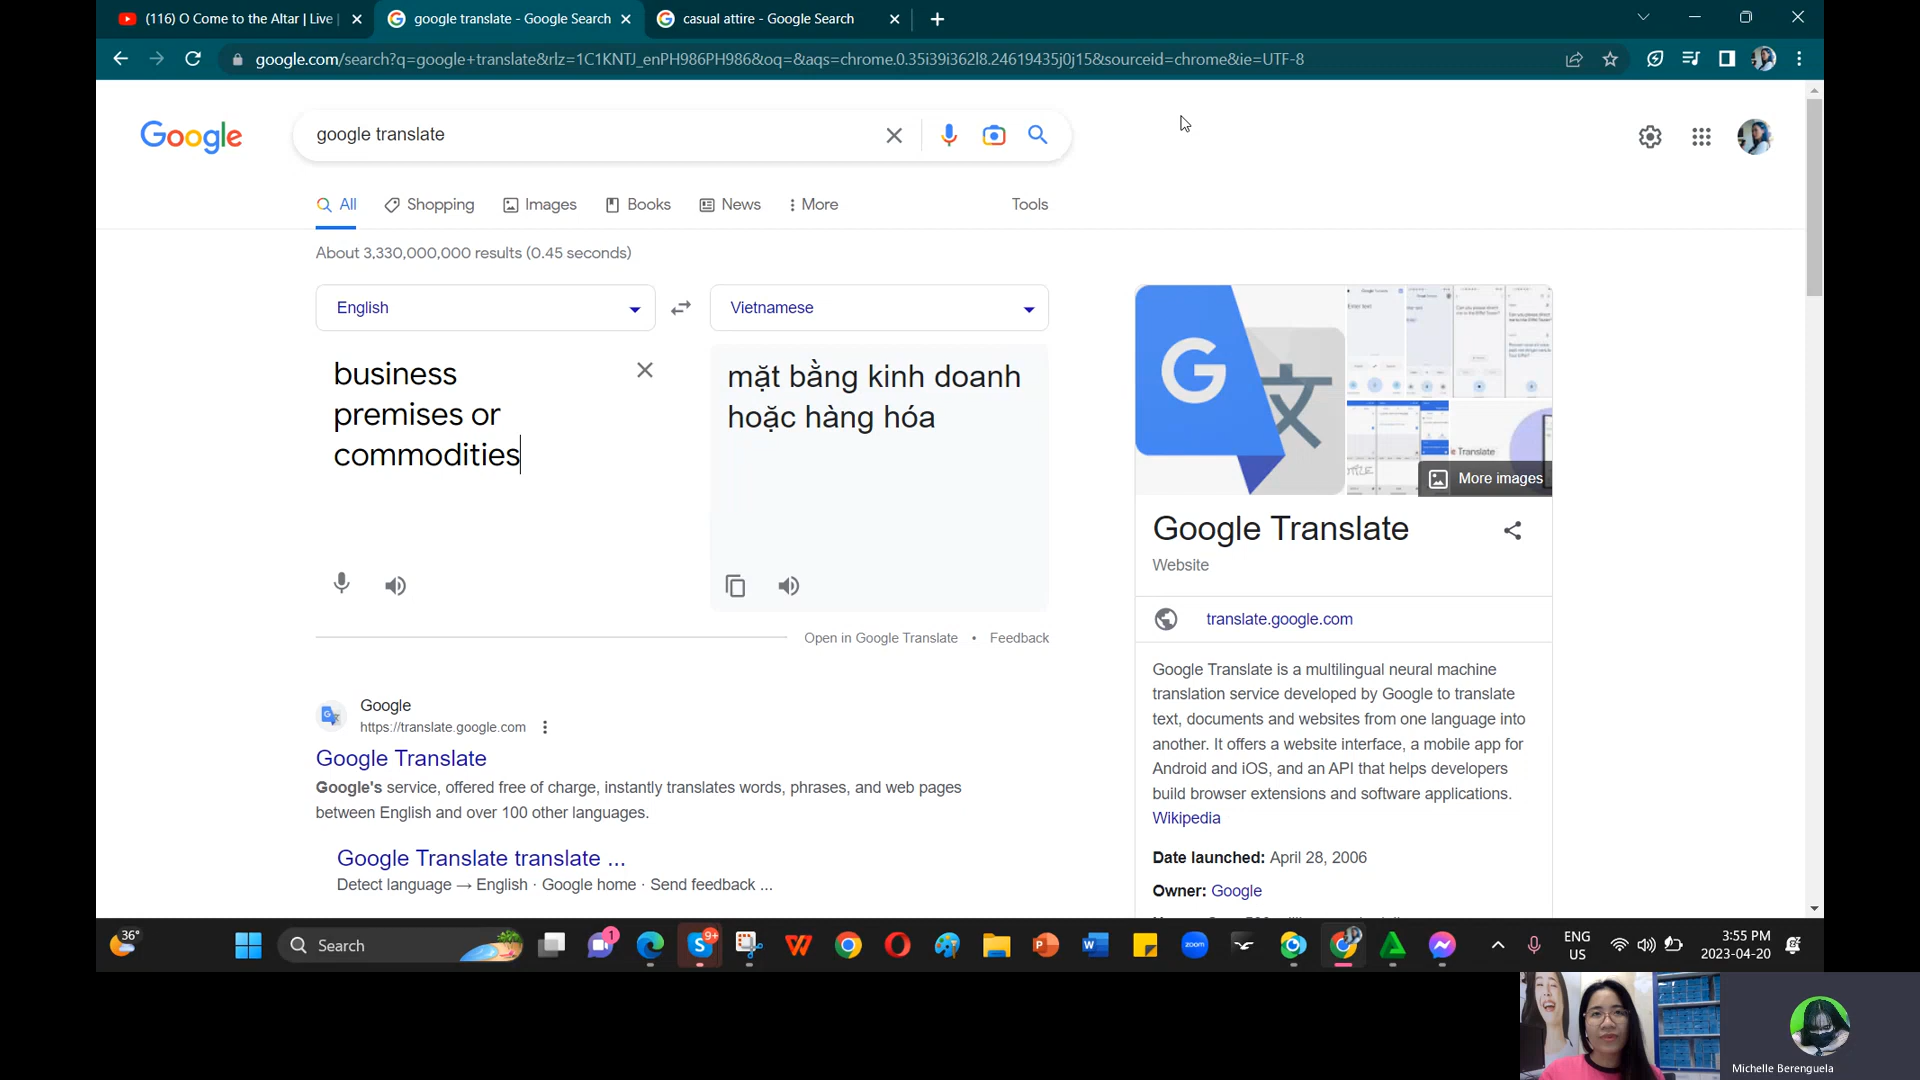 (116) O Come to the Altar | Live |
google translate - Google Search
casual attire - Google Search
google.com/search?q=google+translate&rlz=1C1KNTJ_enPH986PH986&oq=&aqs=chrome.0.35i39i362l8.24619435j0j15&sourceid=chrome&ie=UTF-8
Google
google translate
All
Shopping
Images
Books
News
More
Tools
About 3,330,000,000 results (0.45 seconds)
English
Vietnamese
business
premises or
commodities
mặt bằng kinh doanh
hoặc hàng hóa
Open in Google Translate • Feedback
More images
Google Translate
Website
translate.google.com
Google Translate is a multilingual neural machine
translation service developed by Google to translate
text, documents and websites from one language into
another. It offers a website interface, a mobile app for
Android and iOS, and an API that helps developers
build browser extensions and software applications.
Wikipedia
Date launched: April 28, 2006
Owner: Google
Google
https://translate.google.com
Google Translate
Google's service, offered free of charge, instantly translates words, phrases, and web pages
between English and over 100 other languages.
Google Translate translate ...
Detect language → English · Google home · Send feedback ...
36°
Search
1
9+
zoom
ENG
US
3:55 PM
2023-04-20
Michelle Berenguela